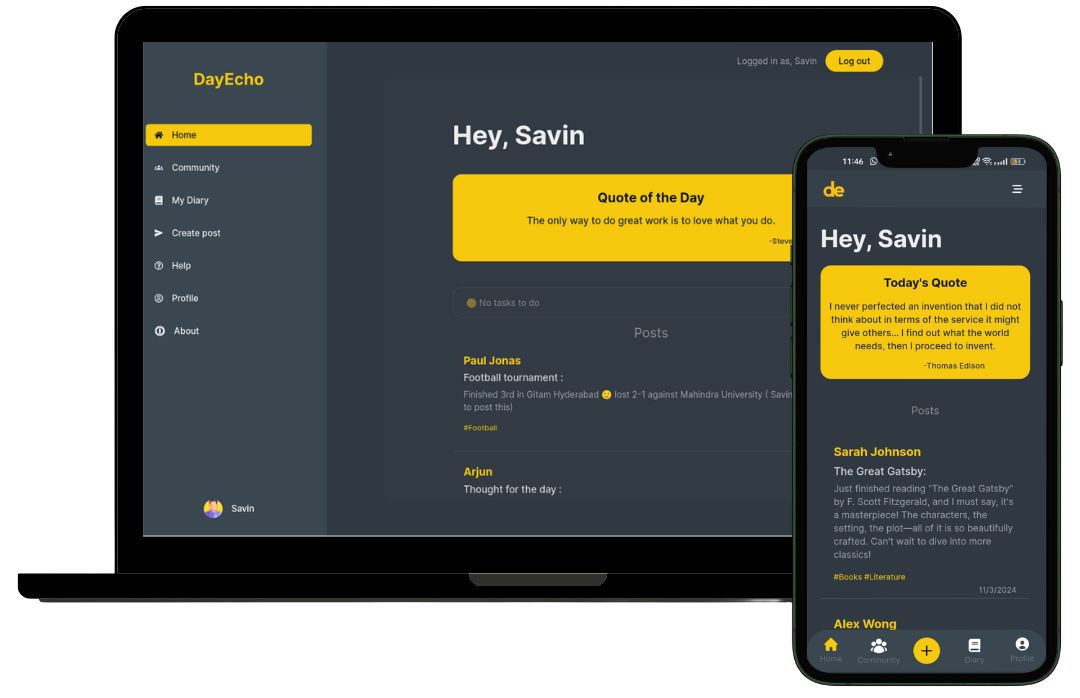 DayEcho
Logged in as, Savin
Log out
Home
Community
My Diary
Create post
Help
Profile
About
Savin
Hey, Savin
Quote of the Day
The only way to do great work is to love what you do.
-Steve
No tasks to do
Posts
Paul Jonas
Football tournament :
Finished 3rd in Gitam Hyderabad 🙂 lost 2-1 against Mahindra University ( Savin
to post this)
#Football
Arjun
Thought for the day :
11:46
de
Hey, Savin
Today's Quote
I never perfected an invention that I did not
think about in terms of the service it might
give others... I find out what the world
needs, then I proceed to invent.
-Thomas Edison
Posts
Sarah Johnson
The Great Gatsby:
Just finished reading "The Great Gatsby"
by F. Scott Fitzgerald, and I must say, it's
a masterpiece! The characters, the
setting, the plot—all of it is so beautifully
crafted. Can't wait to dive into more
classics!
#Books #Literature
11/3/2024
Alex Wong
Home
Community
Diary
Profile